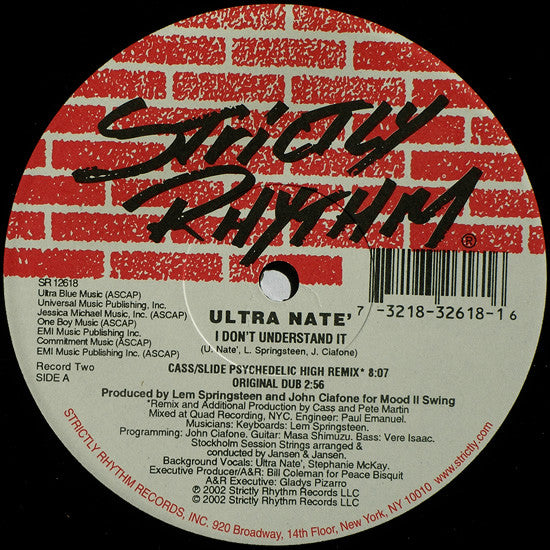 STRICTLY
RHYTHM®
SR 12618
Ultra Blue Music (ASCAP)
Universal Music Publishing, Inc.
Jessica Michael Music, Inc. (ASCAP)
One Boy Music (ASCAP)
EMI Music Publishing, Inc.
Commitment Music (ASCAP)
EMI Music Publishing, Inc. (ASCAP)
Record Two
SIDE A
7 -3218-32618-1 6
ULTRA NATE'
I DON'T UNDERSTAND IT
(U. Nate', L. Springsteen, J. Ciafone)
CASS/SLIDE PSYCHEDELIC HIGH REMIX* 8:07
ORIGINAL DUB 2:56
Produced by Lem Springsteen and John Ciafone for Mood II Swing
*Remix and Additional Production by Cass and Pete Martin
Mixed at Quad Recording, NYC. Engineer: Paul Emanuel.
Musicians: Keyboards: Lem Springsteen.
Programming: John Ciafone. Guitar: Masa Shimuzu. Bass: Vere Isaac.
Stockholm Session Strings arranged &
conducted by Jansen & Jansen.
Background Vocals: Ultra Nate', Stephanie McKay.
Executive Producer/A&R: Bill Coleman for Peace Bisquit
A&R Executive: Gladys Pizarro
℗ 2002 Strictly Rhythm Records LLC
© 2002 Strictly Rhythm Records LLC
STRICTLY RHYTHM RECORDS, INC. 920 Broadway, 14th Floor, New York, NY 10010 www.strictly.com